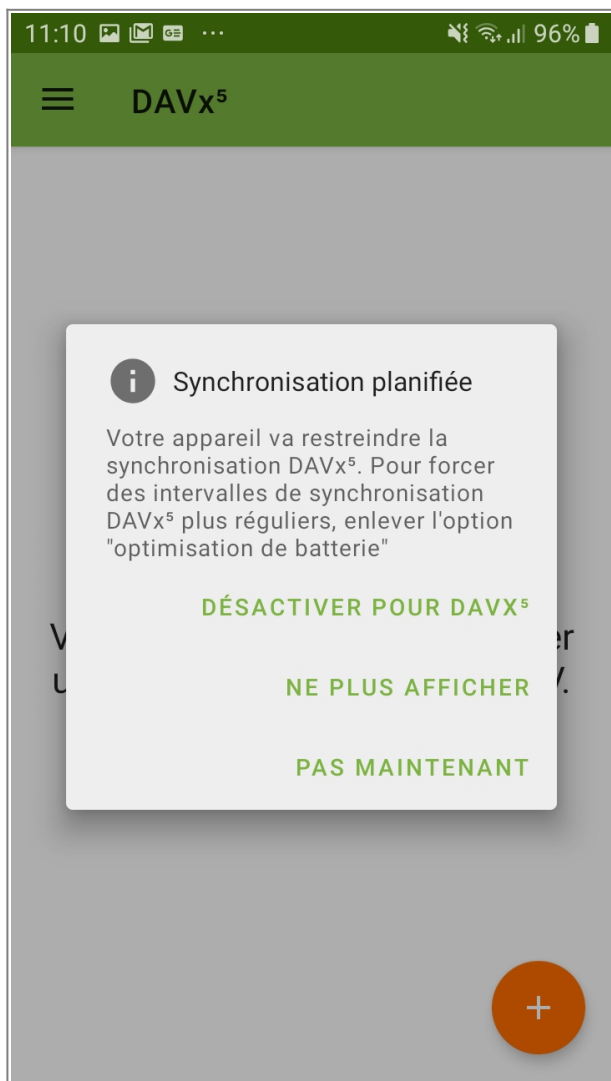 11:10 GE ... 96%
DAVx⁵
Synchronisation planifiée
Votre appareil va restreindre la
synchronisation DAVx⁵. Pour forcer
des intervalles de synchronisation
DAVx⁵ plus réguliers, enlever l'option
"optimisation de batterie"
DÉSACTIVER POUR DAVX⁵
NE PLUS AFFICHER
PAS MAINTENANT